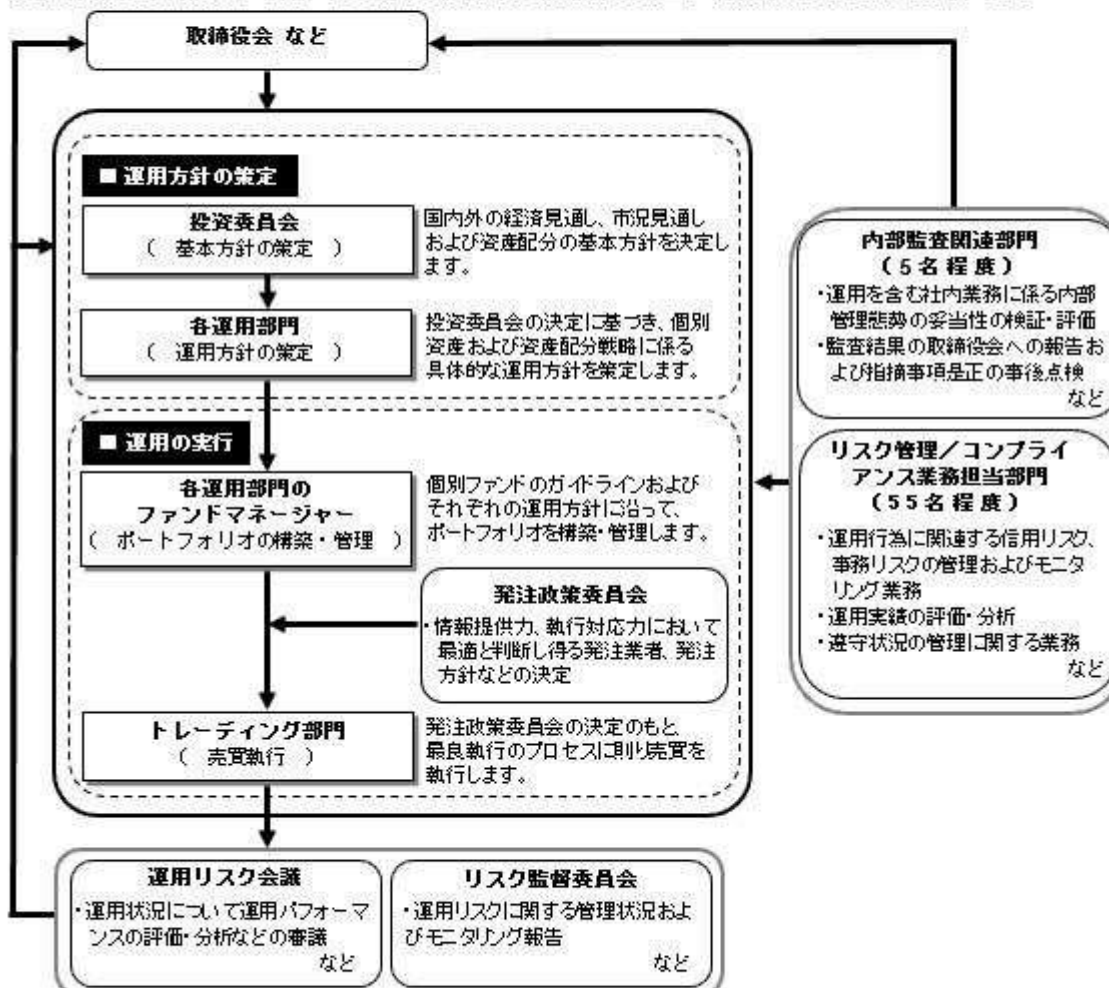 取締役会 など
■ 運用方針の策定
投資委員会
( 基本方針の策定 )
国内外の経済見通し、市況見通し
および資産配分の基本方針を決定し
ます。
各運用部門
( 運用方針の策定 )
投資委員会の決定に基づき、個別
資産および資産配分戦略に係る
具体的な運用方針を策定します。
■ 運用の実行
各運用部門の
ファンドマネージャー
( ポートフォリオの構築・管理 )
個別ファンドのガイドラインおよび
それぞれの運用方針に沿って、
ポートフォリオを構築・管理します。
発注政策委員会
・情報提供力、執行対応力において
最適と判断し得る発注業者、発注
方針などの決定
トレーディング部門
( 売買執行 )
発注政策委員会の決定のもと
最良執行のプロセスに則り売買を
執行します。
内部監査関連部門
(5名程度)
・運用を含む社内業務に係る内部
管理態勢の妥当性の検証・評価
・監査結果の取締役会への報告お
よび指摘事項是正の事後点検
など
リスク管理/コンプライ
アンス業務担当部門
(55名程度)
・運用行為に関連する信用リスク、
事務リスクの管理およびモニタ
リング業務
・運用実績の評価・分析
・遵守状況の管理に関する業務
など
運用リスク会議
・運用状況について運用パフォーマ
ンスの評価・分析などの審議
など
リスク監督委員会
・運用リスクに関する管理状況およ
びモニタリング報告
など